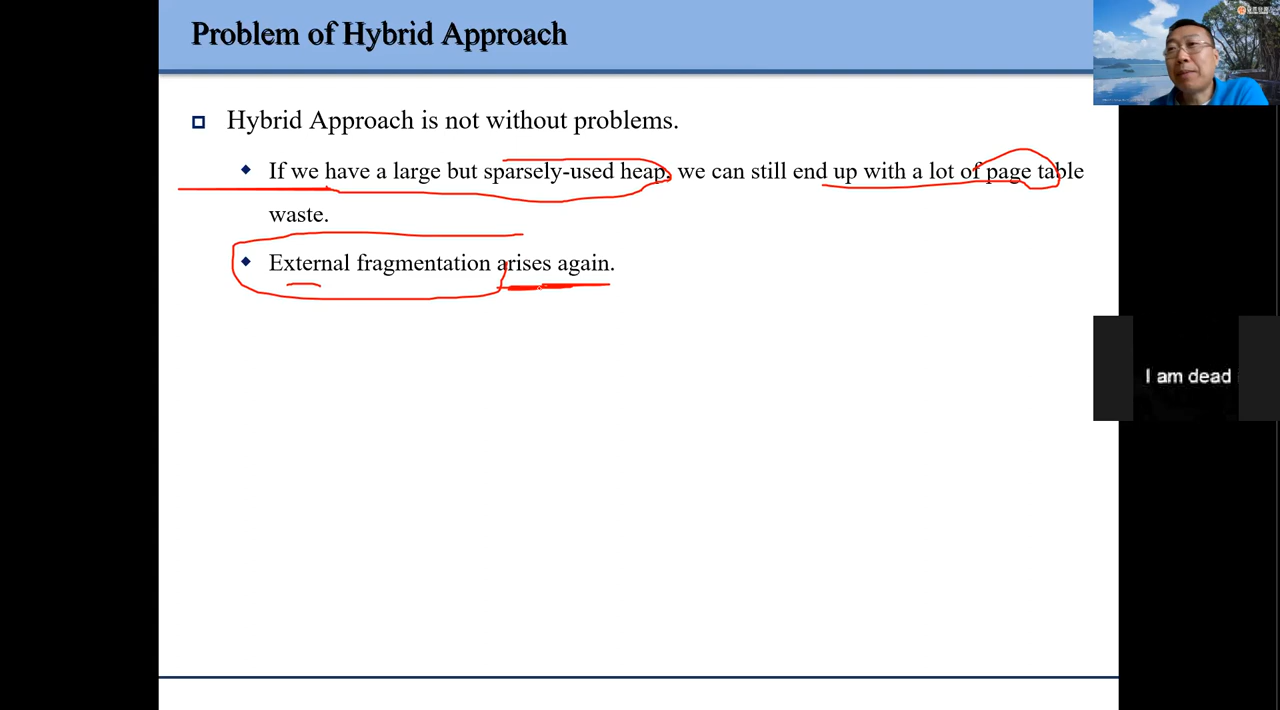 Problem of Hybrid Approach
Hybrid Approach is not without problems.
If we have a large but sparsely-used heap, we can still end up with a lot of page table
waste.
External fragmentation arises again.
I am dead